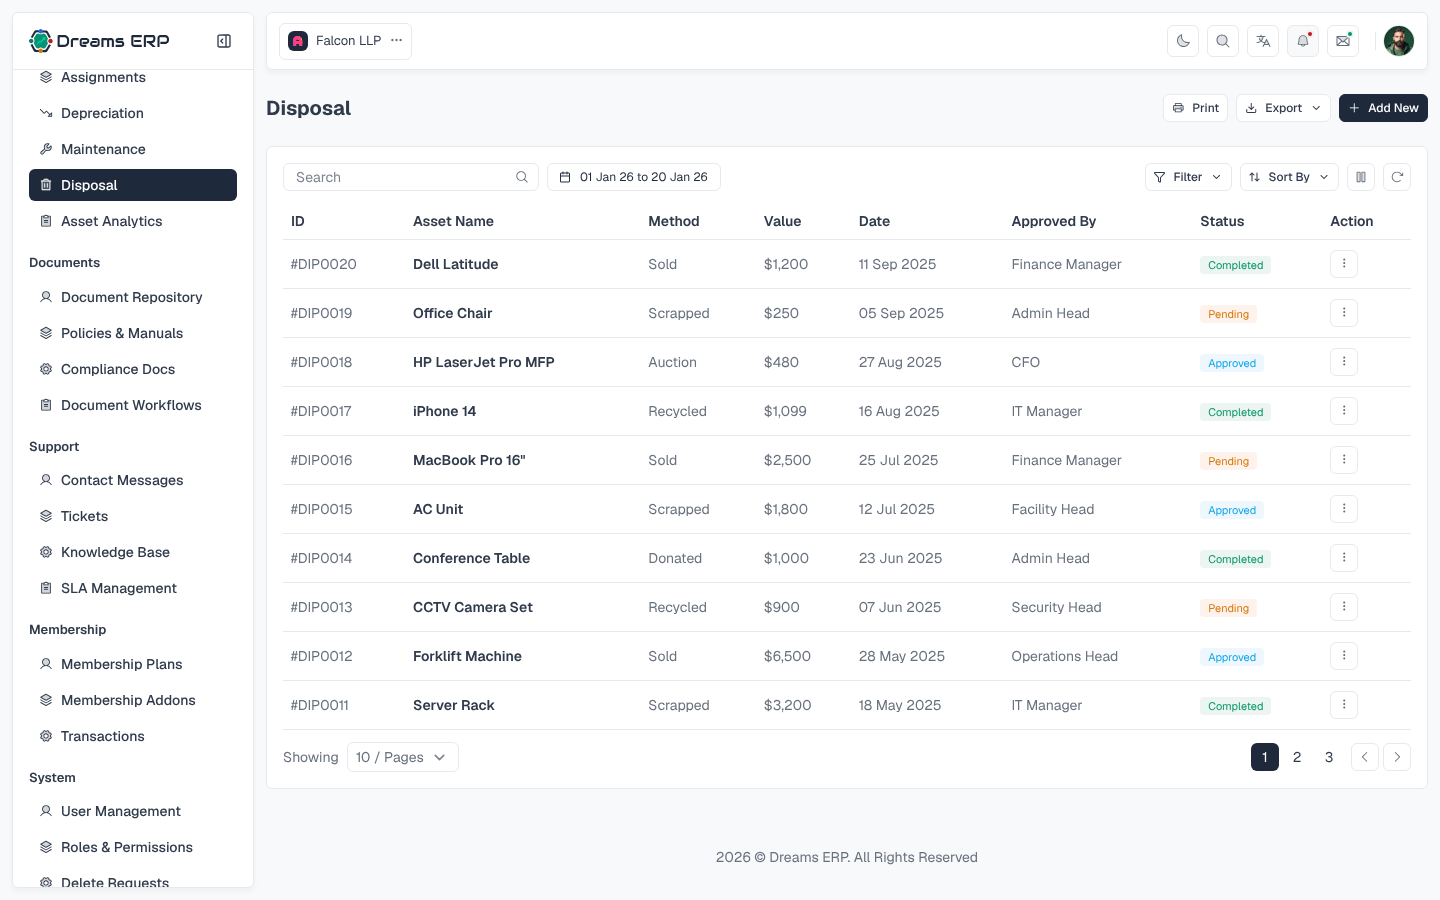 Dreams ERP
Assignments
Depreciation
Maintenance
Disposal
Asset Analytics
Documents
Document Repository
Policies & Manuals
Compliance Docs
Document Workflows
Support
Contact Messages
Tickets
Knowledge Base
SLA Management
Membership
Membership Plans
Membership Addons
Transactions
System
User Management
Roles & Permissions
Delete Requests
Falcon LLP
Disposal
Print Export Add New
Search 01 Jan 26 to 20 Jan 26 Filter Sort By
ID Asset Name Method Value Date Approved By Status Action
#DIP0020 Dell Latitude Sold $1,200 11 Sep 2025 Finance Manager Completed
#DIP0019 Office Chair Scrapped $250 05 Sep 2025 Admin Head Pending
#DIP0018 HP LaserJet Pro MFP Auction $480 27 Aug 2025 CFO Approved
#DIP0017 iPhone 14 Recycled $1,099 16 Aug 2025 IT Manager Completed
#DIP0016 MacBook Pro 16" Sold $2,500 25 Jul 2025 Finance Manager Pending
#DIP0015 AC Unit Scrapped $1,800 12 Jul 2025 Facility Head Approved
#DIP0014 Conference Table Donated $1,000 23 Jun 2025 Admin Head Completed
#DIP0013 CCTV Camera Set Recycled $900 07 Jun 2025 Security Head Pending
#DIP0012 Forklift Machine Sold $6,500 28 May 2025 Operations Head Approved
#DIP0011 Server Rack Scrapped $3,200 18 May 2025 IT Manager Completed
Showing 10 / Pages 1 2 3
2026 © Dreams ERP. All Rights Reserved